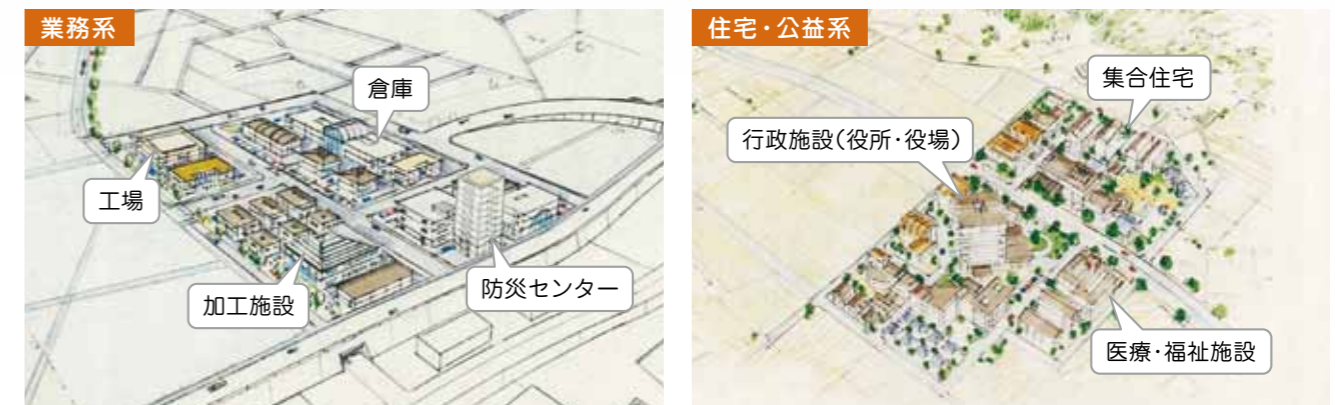 業務系
倉庫
工場
加工施設
防災センター
住宅・公益系
集合住宅
行政施設(役所・役場)
医療・福祉施設